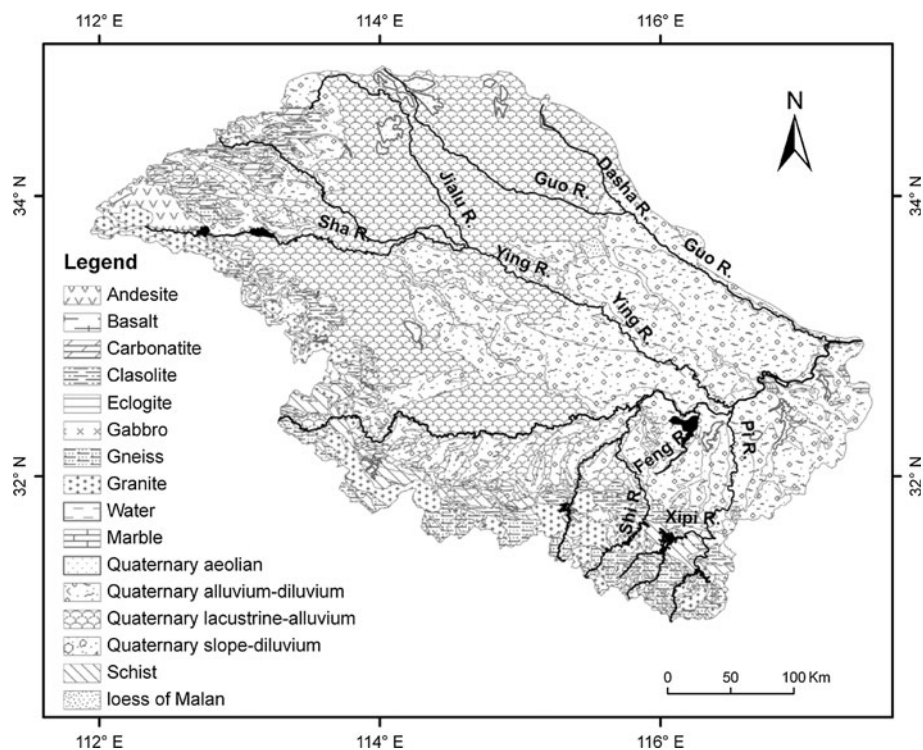 112° E 114° E 116° E
N
34° N
34° N
Dasha R.
Guo R.
Jialu R.
Sha R.
Guo R.
Ying R.
Ying R.
Legend
Andesite
Basalt
Carbonatite
Clasolite
Eclogite
Gabbro
Gneiss
Granite
Water
Marble
Quaternary aeolian
Quaternary alluvium-diluvium
Quaternary lacustrine-alluvium
Quaternary slope-diluvium
Schist
loess of Malan
Feng R.
Pi R
32° N
32° N
Shi R.
Xipi R.
0 50 100 Km
112° E 114° E 116° E